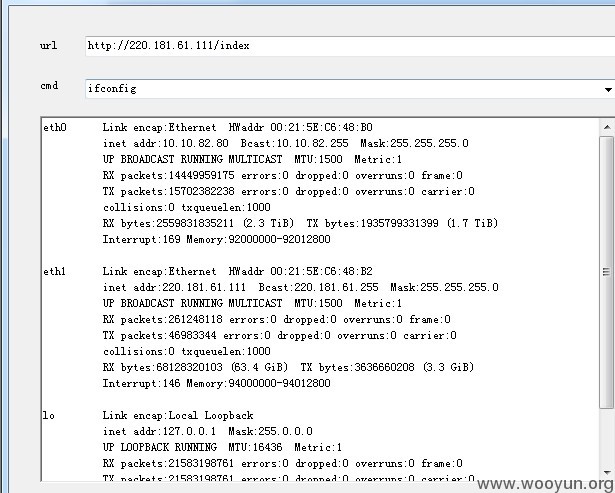 url http://220.181.61.111/index
cmd ifconfig
eth0 Link encap:Ethernet HWaddr 00:21:5E:C6:48:B0
inet addr:10.10.82.80 Bcast:10.10.82.255 Mask:255.255.255.0
UP BROADCAST RUNNING MULTICAST MTU:1500 Metric:1
RX packets:14449959175 errors:0 dropped:0 overruns:0 frame:0
TX packets:15702382238 errors:0 dropped:0 overruns:0 carrier:0
collisions:0 txqueuelen:1000
RX bytes:2559831835211 (2.3 TiB) TX bytes:1935799331399 (1.7 TiB)
Interrupt:169 Memory:92000000-92012800
eth1 Link encap:Ethernet HWaddr 00:21:5E:C6:48:B2
inet addr:220.181.61.111 Bcast:220.181.61.255 Mask:255.255.255.0
UP BROADCAST RUNNING MULTICAST MTU:1500 Metric:1
RX packets:261248118 errors:0 dropped:0 overruns:0 frame:0
TX packets:46983344 errors:0 dropped:0 overruns:0 carrier:0
collisions:0 txqueuelen:1000
RX bytes:68128320103 (63.4 GiB) TX bytes:3636660208 (3.3 GiB)
Interrupt:146 Memory:94000000-94012800
lo Link encap:Local Loopback
inet addr:127.0.0.1 Mask:255.0.0.0
UP LOOPBACK RUNNING MTU:16436 Metric:1
RX packets:21583198761 errors:0 dropped:0 overruns:0 frame:0
TX packets:21583198761 errors:0 dropped:0 overruns:0 carrier:0
www.wooyun.org